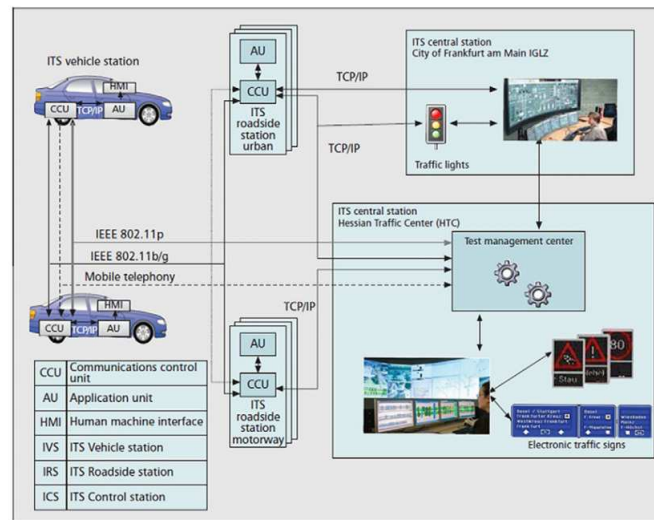 ITS vehicle station
HMI
CCU
TCP/IP
AU
AU
CCU
ITS
roadside
station
urban
TCP/IP
TCP/IP
ITS central station
City of Frankfurt am Main IGLZ
Traffic lights
IEEE 802.11p
IEEE 802.11b/g
Mobile telephony
HMI
CCU
TCP/IP
AU
TCP/IP
AU
CCU
ITS
roadside
station
motorway
ITS central station
Hessian Traffic Center (HTC)
Test management center
Stau
80
Electronic traffic signs
CCU Communications control
unit
AU Application unit
HMI Human machine interface
IVS ITS Vehicle station
IRS ITS Roadside station
ICS ITS Control station